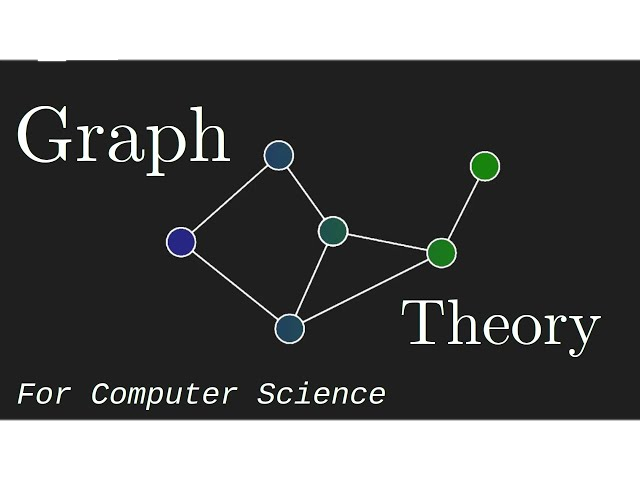 Graph
Theory
For Computer Science